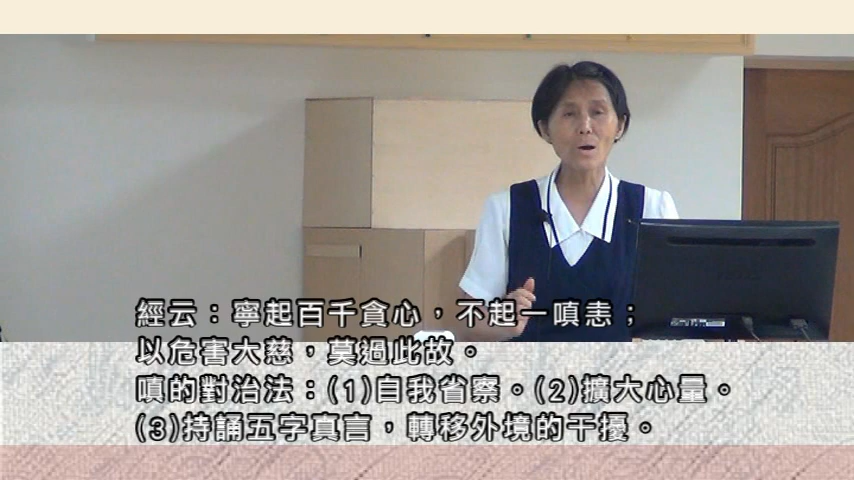 經云：寧起百千貪心，不起一嗔恚；
以危害大慈，莫過此故。
嗔的對治法：(1)自我省察。(2)擴大心量。
(3)持誦五字真言，轉移外境的干擾。